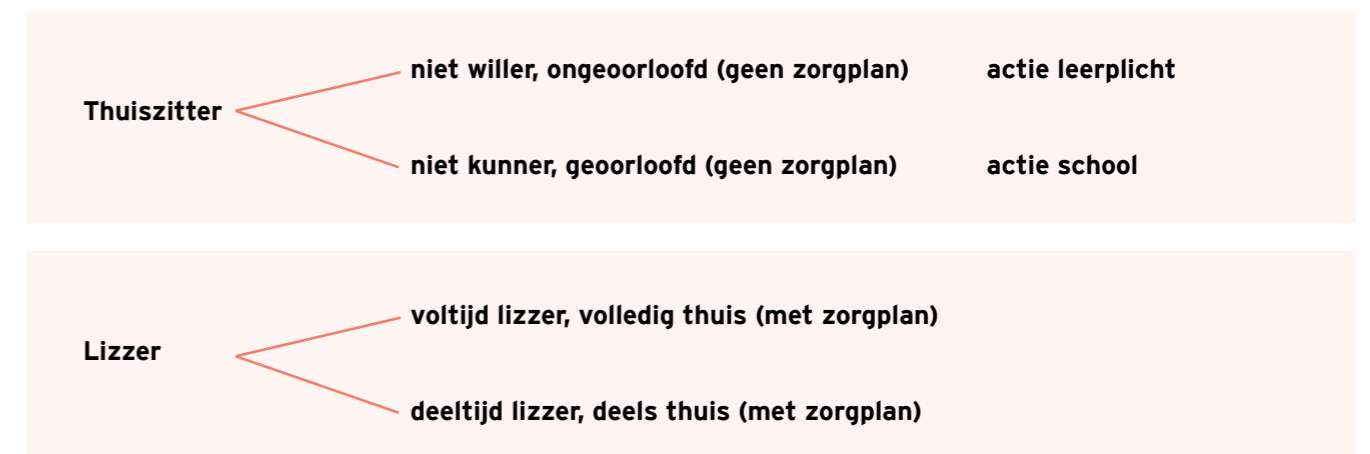 niet willer, ongeoorloofd (geen zorgplan) actie leerplicht
Thuiszitter
niet kunner, geoorloofd (geen zorgplan) actie school
voltijd lizzer, volledig thuis (met zorgplan)
Lizzer
deeltijd lizzer, deels thuis (met zorgplan)